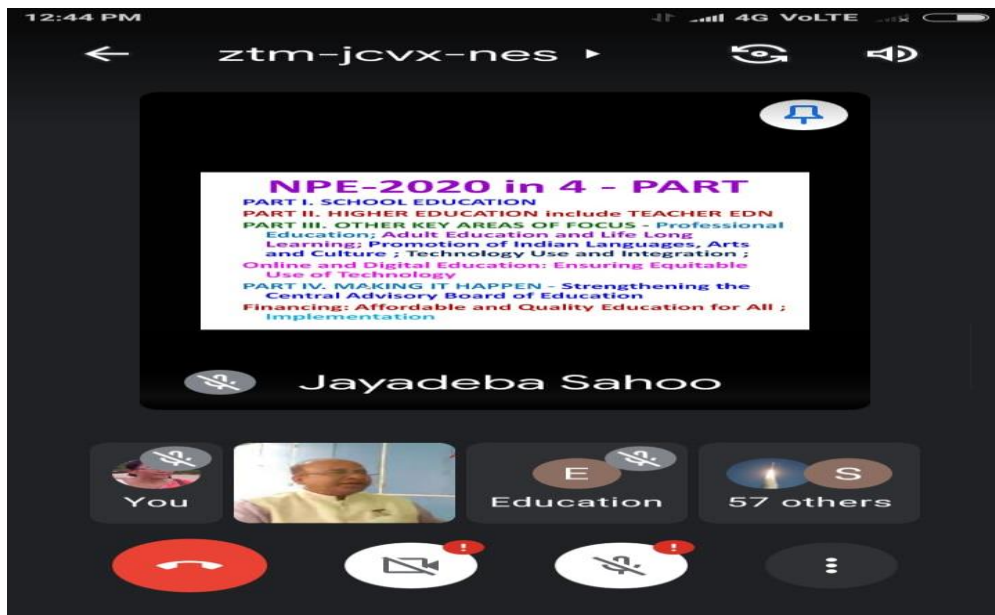 12:44 PM
4G VoLTE
ztm-jcvx-nes
NPE-2020 in 4 - PART
PART I. SCHOOL EDUCATION
PART II. HIGHER EDUCATION include TEACHER EDN
PART III. OTHER KEY AREAS OF FOCUS - Professional
Education; Adult Education and Life Long
Learning; Promotion of Indian Languages, Arts
and Culture ; Technology Use and Integration ;
Online and Digital Education: Ensuring Equitable
Use of Technology
PART IV. MAKING IT HAPPEN - Strengthening the
Central Advisory Board of Education
Financing: Affordable and Quality Education for All ;
Implementation
Jayadeba Sahoo
E
S
You
Education
57 others